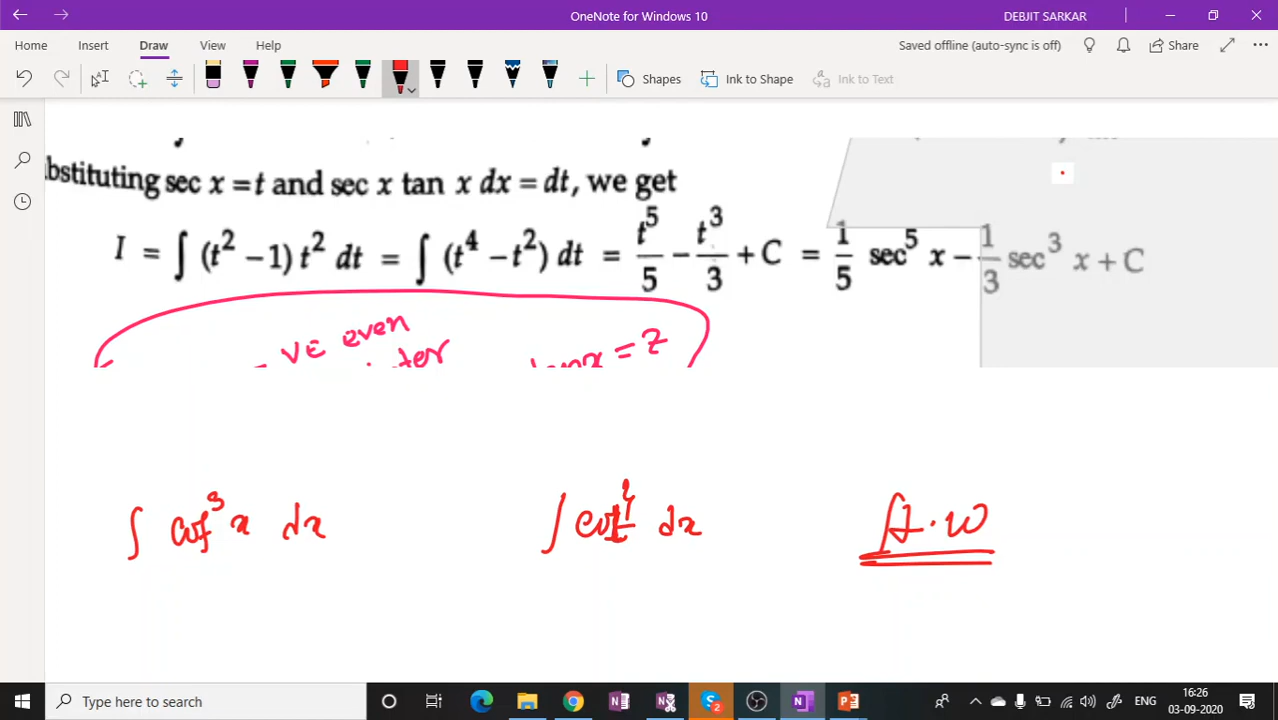 OneNote for Windows 10
DEBJIT SARKAR
Home Insert Draw View Help
Saved offline (auto-sync is off)
Share
Shapes
Ink to Shape
Ink to Text
bstituting sec x = t and sec x tan x dx = dt, we get
I = ∫ (t² − 1) t² dt = ∫ (t⁴ − t²) dt = t⁵/5 − t³/3 + C = 1/5 sec⁵ x − 1/3 sec³ x + C
− ve even
tanx = z
∫ cot³ x dx
∫ cot⁴ dx
H.W
Type here to search
ENG
16:26
03-09-2020